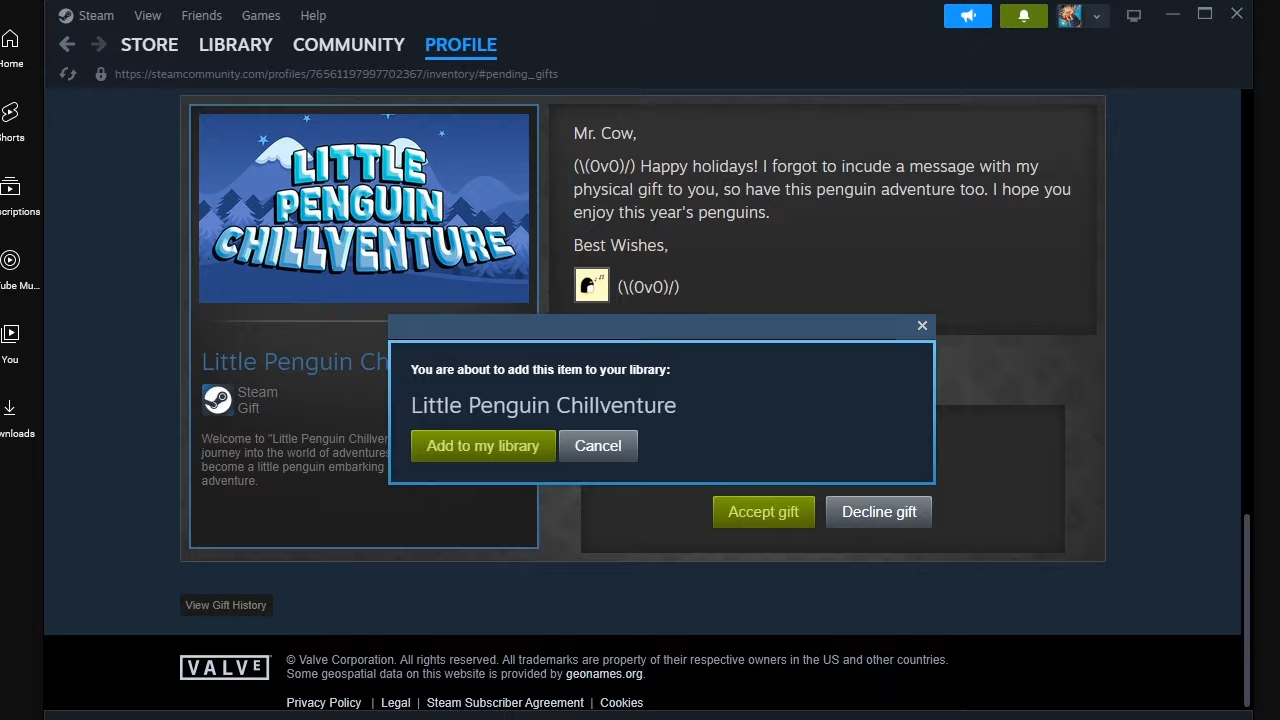 Steam View Friends Games Help
STORE LIBRARY COMMUNITY PROFILE
https://steamcommunity.com/profiles/76561197997702367/inventory/#pending_gifts
Home
Shorts
Downloads
You
LITTLE
PENGUIN
CHILLVENTURE
Mr. Cow,
(\(0v0)/) Happy holidays! I forgot to incude a message with my
physical gift to you, so have this penguin adventure too. I hope you
enjoy this year's penguins.
Best Wishes,
(\(0v0)/)
Little Penguin Ch
Steam
Gift
Welcome to "Little Penguin Chillven
journey into the world of adventures
become a little penguin embarking
adventure.
You are about to add this item to your library:
Little Penguin Chillventure
Add to my library Cancel
Accept gift Decline gift
View Gift History
VALVE
© Valve Corporation. All rights reserved. All trademarks are property of their respective owners in the US and other countries.
Some geospatial data on this website is provided by geonames.org.
Privacy Policy | Legal | Steam Subscriber Agreement | Cookies